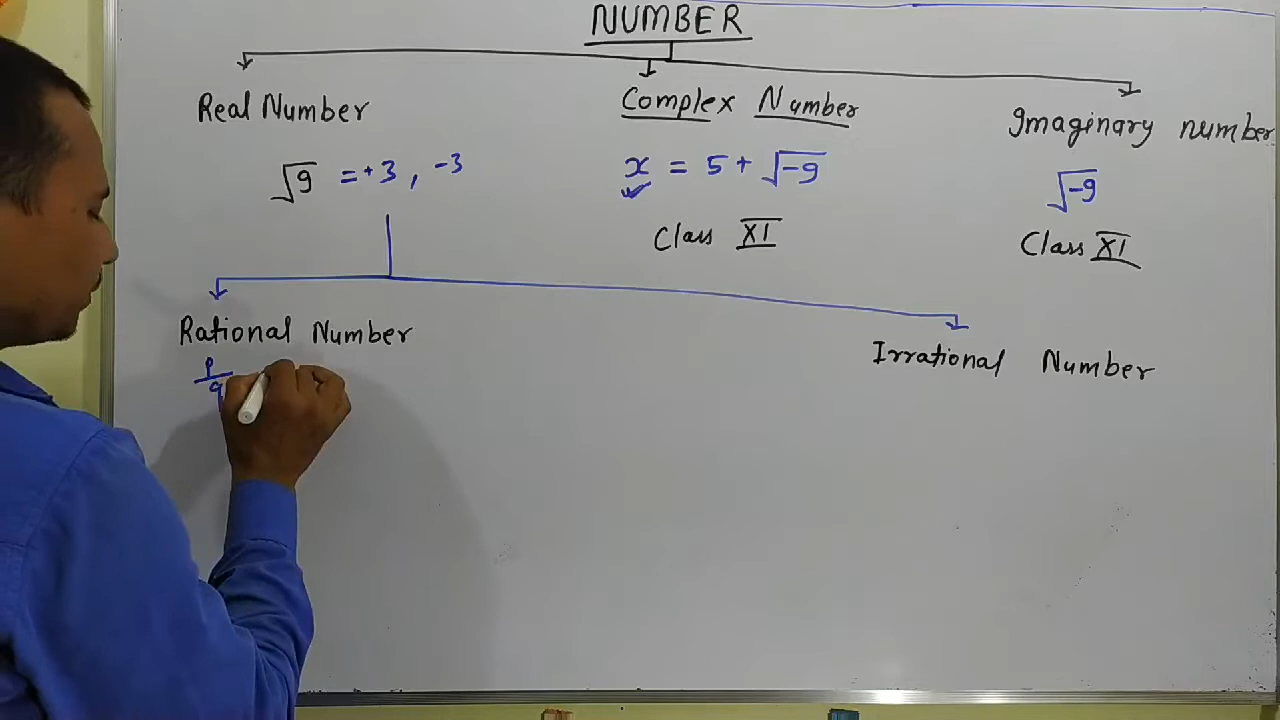 NUMBER
Real Number
Complex Number
Imaginary number
√9 = +3, -3
x = 5 + √-9
√-9
Class XI
Class XI
Rational Number
Irrational Number
p/q